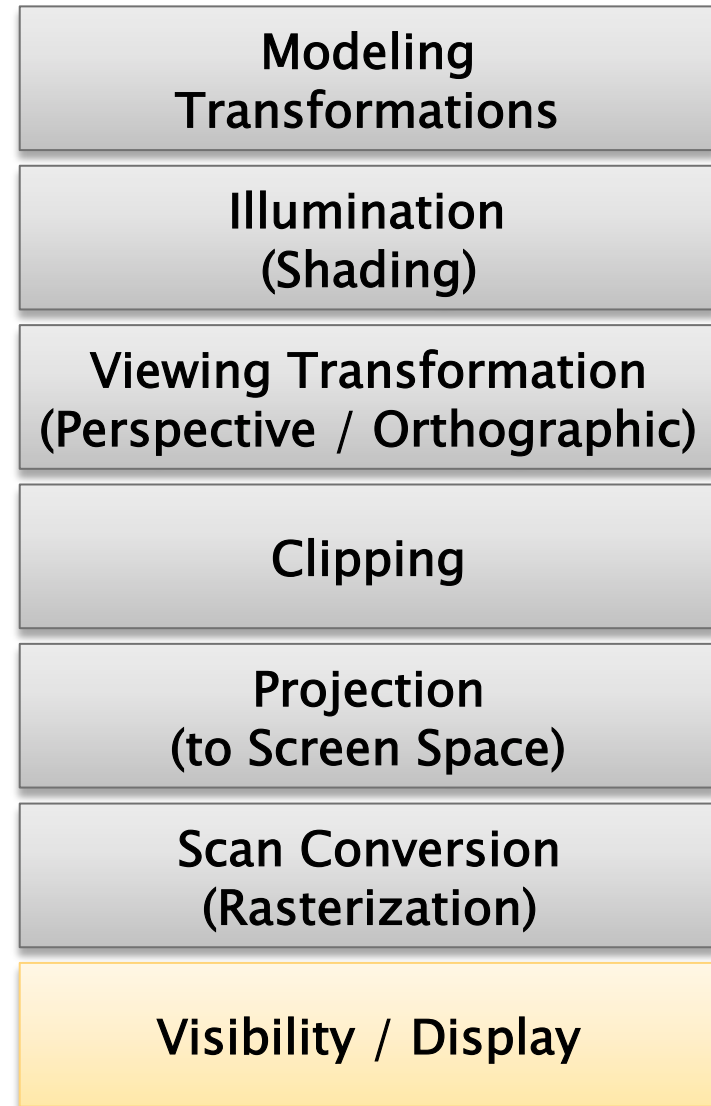 Modeling
Transformations
Illumination
(Shading)
Viewing Transformation
(Perspective / Orthographic)
Clipping
Projection
(to Screen Space)
Scan Conversion
(Rasterization)
Visibility / Display